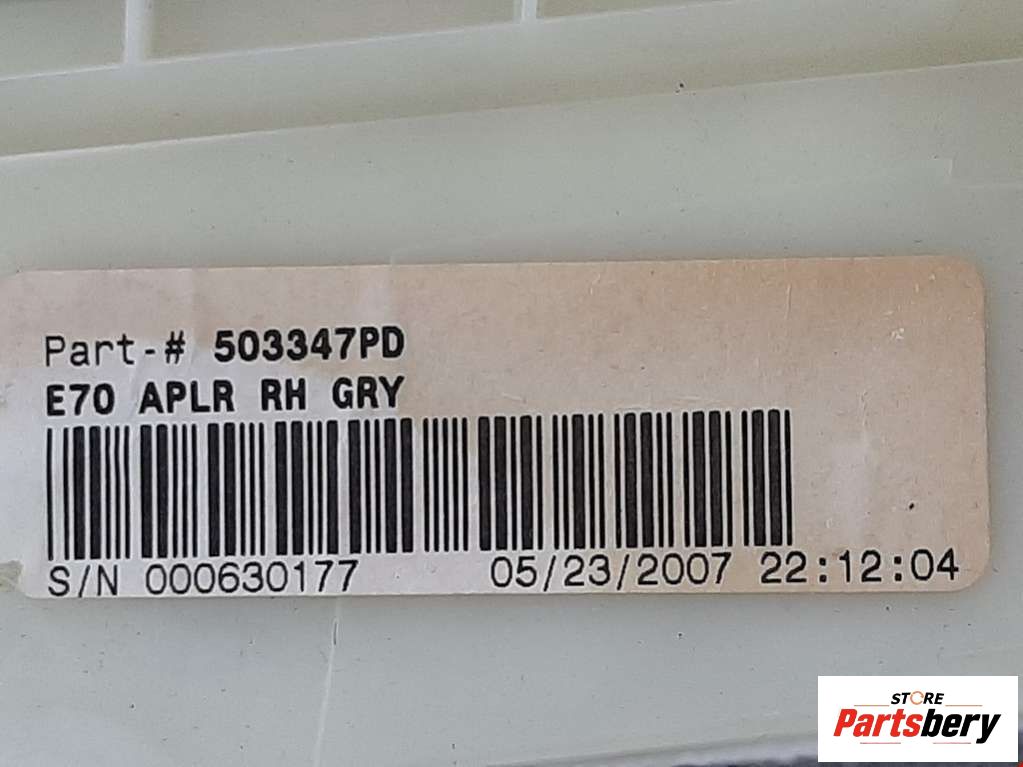 Part-# 503347PD
E70 APLR RH GRY
S/N 000630177 05/23/2007 22:12:04
STORE
Partsbery